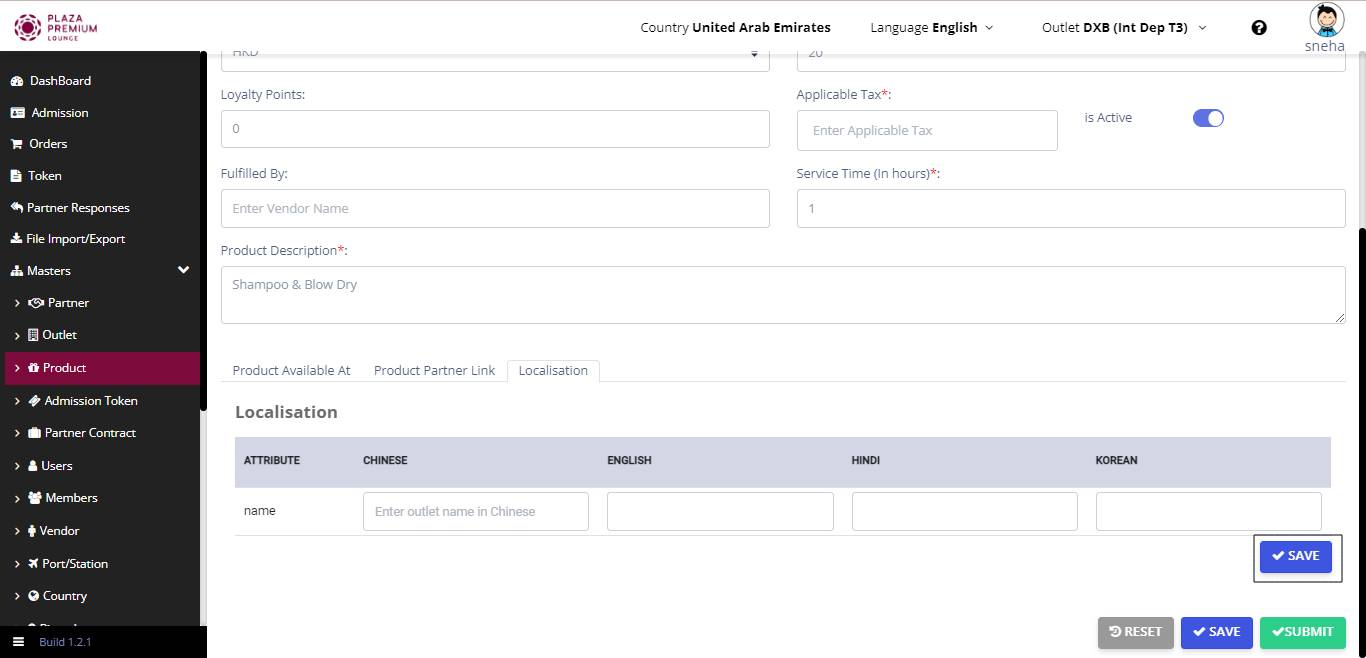 PLAZA
PREMIUM
LOUNGE
Country United Arab Emirates
Language English
Outlet DXB (Int Dep T3)
sneha
DashBoard
Admission
Orders
Token
Partner Responses
File Import/Export
Masters
Partner
Outlet
Product
Admission Token
Partner Contract
Users
Members
Vendor
Port/Station
Country
Build 1.2.1
HKD
20
Loyalty Points:
0
Applicable Tax*:
Enter Applicable Tax
is Active
Fulfilled By:
Enter Vendor Name
Service Time (In hours)*:
1
Product Description*:
Shampoo & Blow Dry
Product Available At
Product Partner Link
Localisation
Localisation
ATTRIBUTE CHINESE ENGLISH HINDI KOREAN
name Enter outlet name in Chinese
SAVE
RESET SAVE SUBMIT